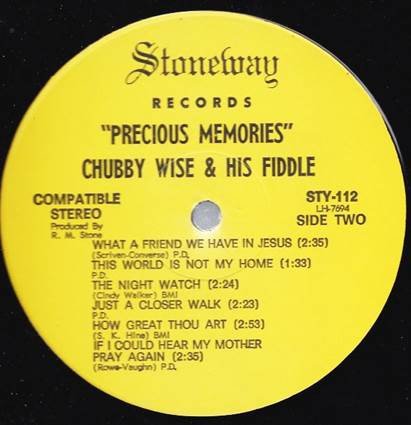 Stoneway
RECORDS
"PRECIOUS MEMORIES"
CHUBBY WISE & HIS FIDDLE
COMPATIBLE
STEREO
Produced By
R. M. Stone
STY-112
LH-7694
SIDE TWO
WHAT A FRIEND WE HAVE IN JESUS (2:35)
(Scriven-Converse) P.D.
THIS WORLD IS NOT MY HOME (1:33)
P.D.
THE NIGHT WATCH (2:24)
(Cindy Walker) BMI
JUST A CLOSER WALK (2:23)
P.D.
HOW GREAT THOU ART (2:53)
(S. K. Hine) BMI
IF I COULD HEAR MY MOTHER
PRAY AGAIN (2:35)
(Rowe-Vaughn) P.D.